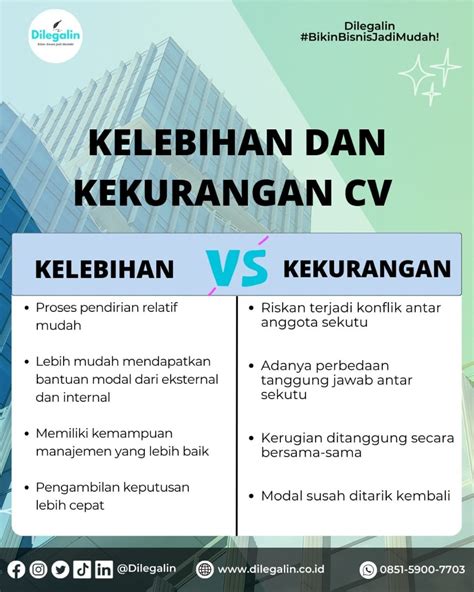 Dilegalin
Dilegalin
#BikinBisnisJadiMudah!
KELEBIHAN DAN
KEKURANGAN CV
KELEBIHAN
VS
KEKURANGAN
• Proses pendirian relatif
mudah
• Lebih mudah mendapatkan
bantuan modal dari eksternal
dan internal
• Memiliki kemampuan
manajemen yang lebih baik
• Pengambilan keputusan
lebih cepat
• Riskan terjadi konflik antar
anggota sekutu
• Adanya perbedaan
tanggung jawab antar
sekutu
• Kerugian ditanggung secara
bersama-sama
• Modal susah ditarik kembali
@Dilegalin
www.dilegalin.co.id
0851-5900-7703